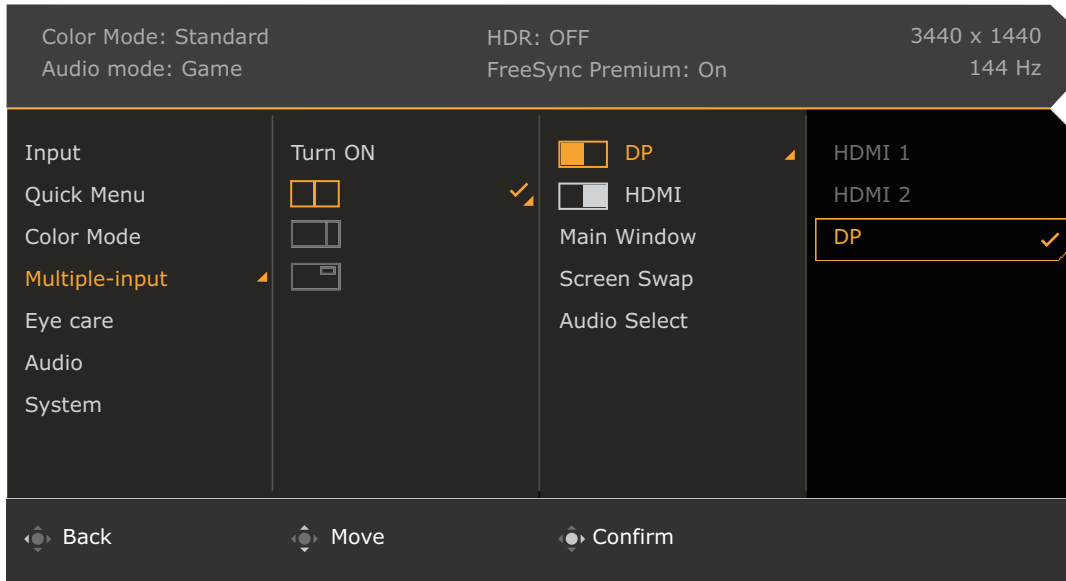 Color Mode: Standard
HDR: OFF
3440 x 1440
Audio mode: Game
FreeSync Premium: On
144 Hz
Input
Quick Menu
Color Mode
Multiple-input
Eye care
Audio
System
Turn ON
DP
HDMI
Main Window
Screen Swap
Audio Select
HDMI 1
HDMI 2
DP
Back
Move
Confirm